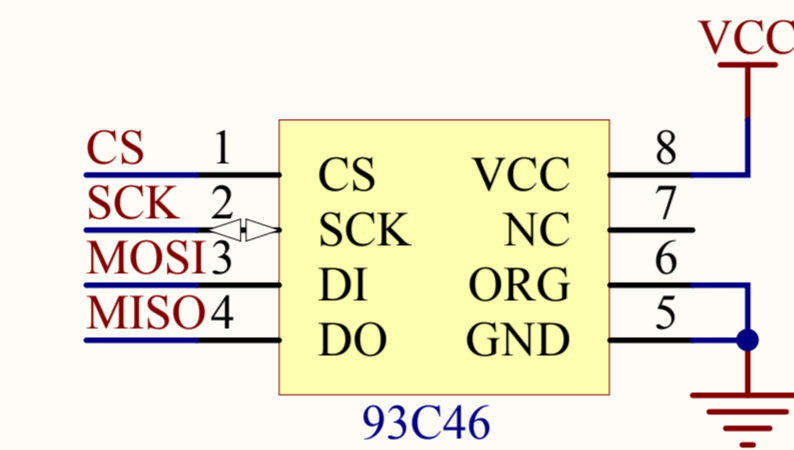 VCC
CS 1 CS VCC 8
SCK 2 SCK NC 7
MOSI 3 DI ORG 6
MISO 4 DO GND 5
93C46